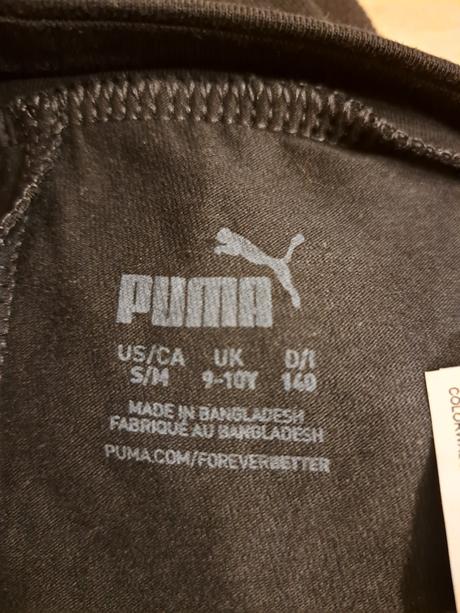 PUMA
US/CA UK D/I
S/M 9-10Y 140
MADE IN BANGLADESH
FABRIQUÉ AU BANGLADESH
PUMA.COM/FOREVERBETTER